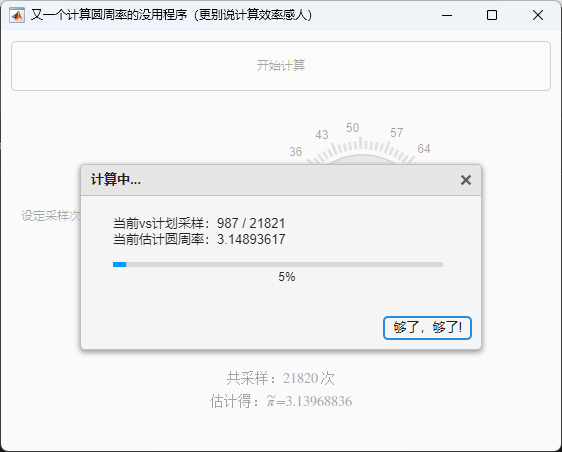 又一个计算圆周率的没用程序（更别说计算效率感人）
开始计算
36
43
50
57
64
设定采样次
计算中...
当前vs计划采样：987 / 21821
当前估计圆周率：3.14893617
5%
够了，够了!
共采样：21820 次
估计得：π̃=3.13968836